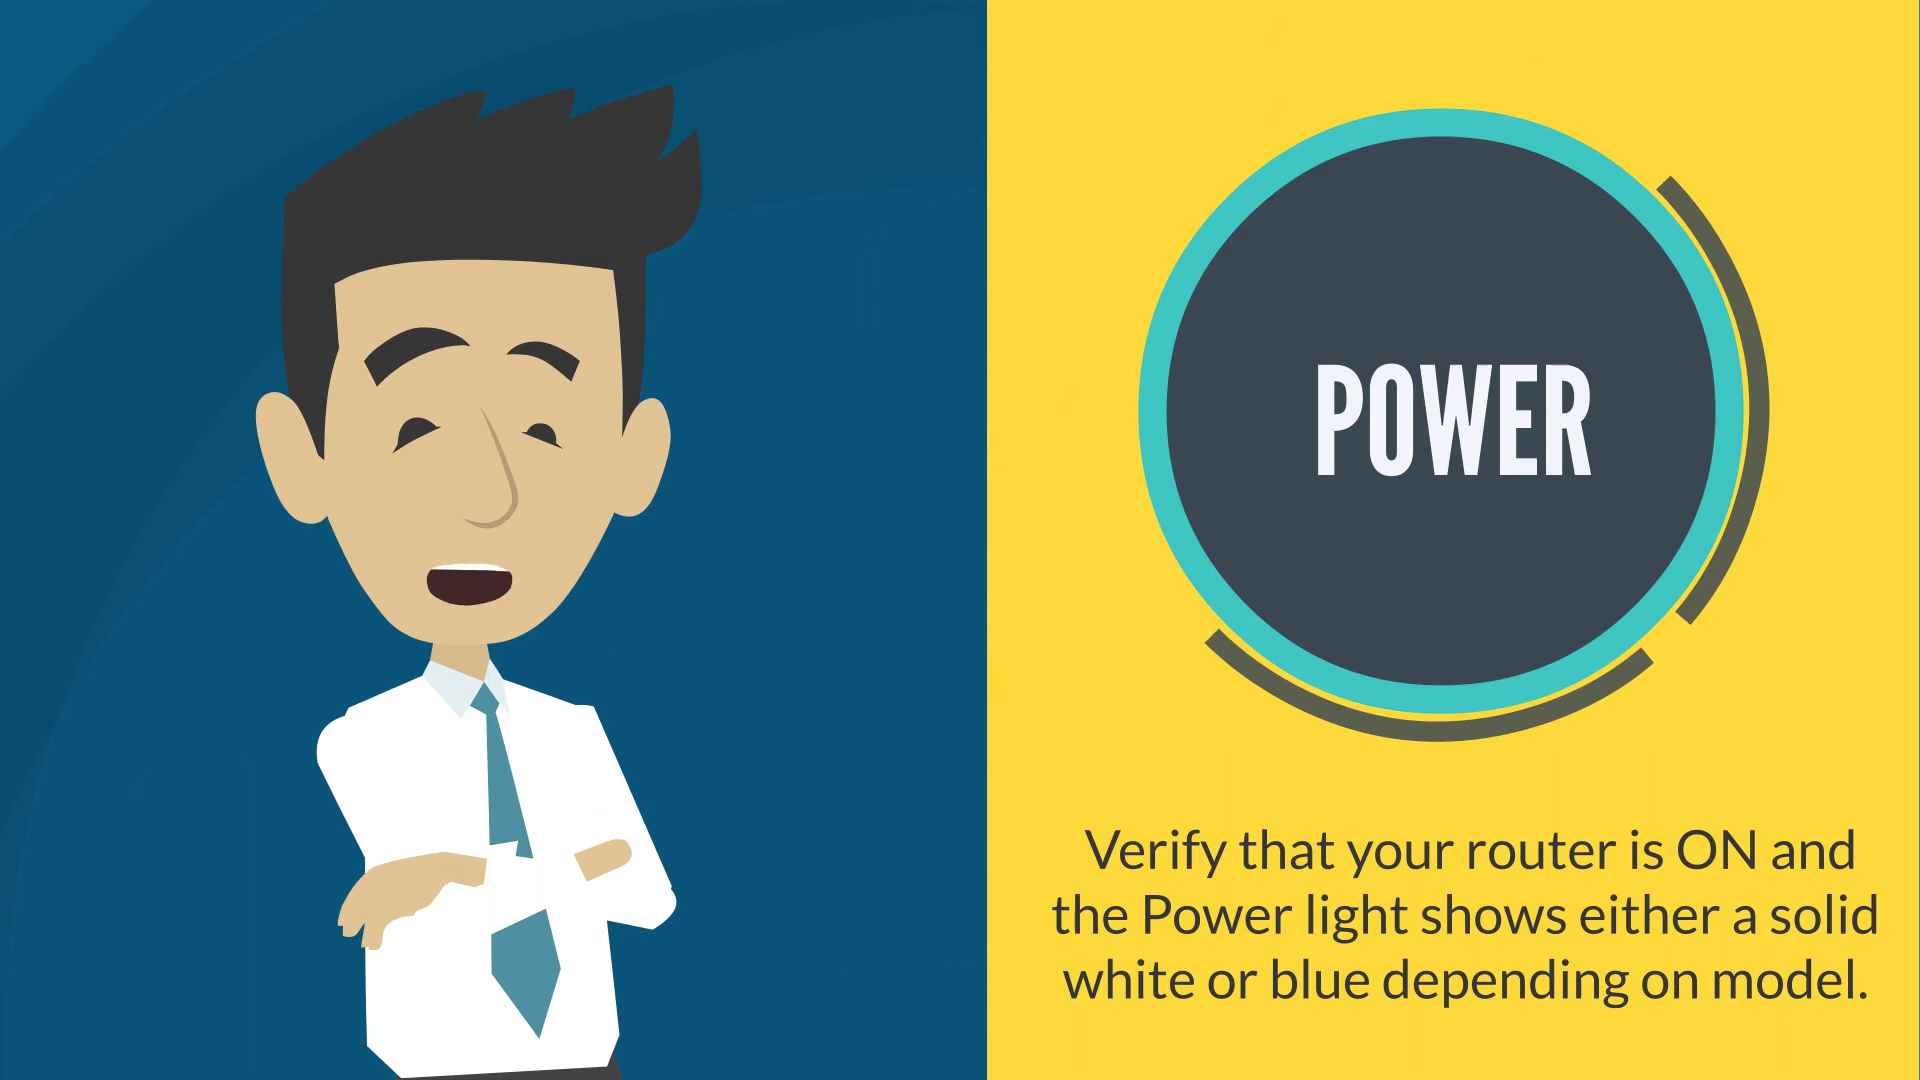 POWER
Verify that your router is ON and
the Power light shows either a solid
white or blue depending on model.